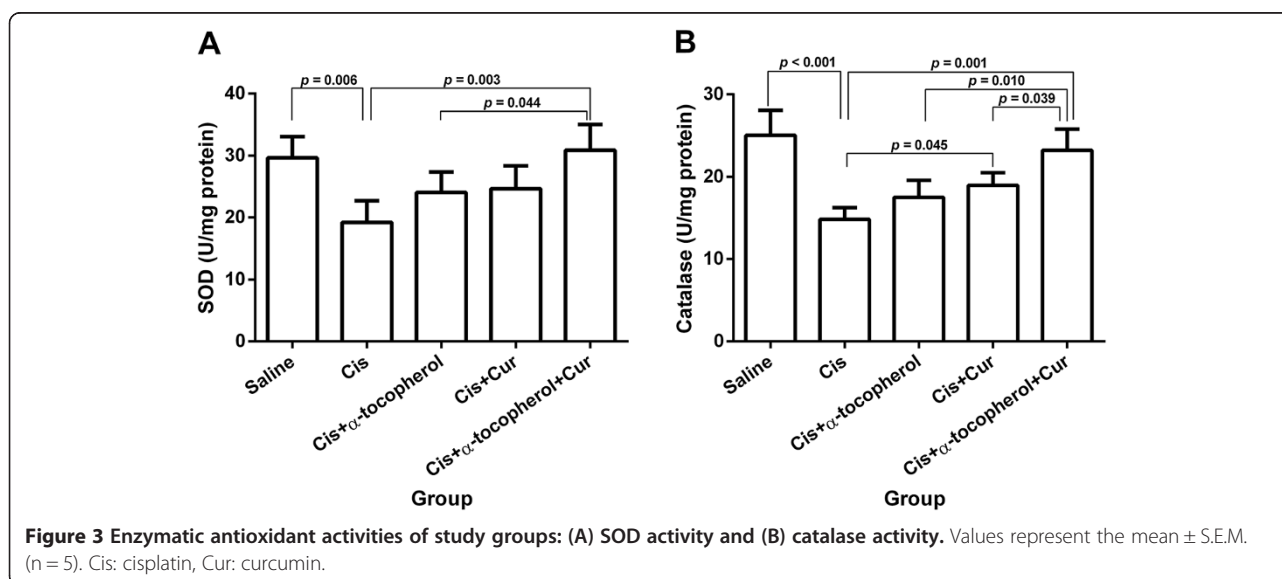 A
p = 0.006
p = 0.003
p = 0.044
40
30
20
10
0
SOD (U/mg protein)
Saline
Cis
Cis+α-tocopherol
Cis+Cur
Cis+α-tocopherol+Cur
Group
B
p < 0.001
p = 0.001
p = 0.010
p = 0.039
p = 0.045
30
20
10
0
Catalase (U/mg protein)
Saline
Cis
Cis+α-tocopherol
Cis+Cur
Cis+α-tocopherol+Cur
Group
Figure 3 Enzymatic antioxidant activities of study groups: (A) SOD activity and (B) catalase activity. Values represent the mean ± S.E.M.
(n = 5). Cis: cisplatin, Cur: curcumin.